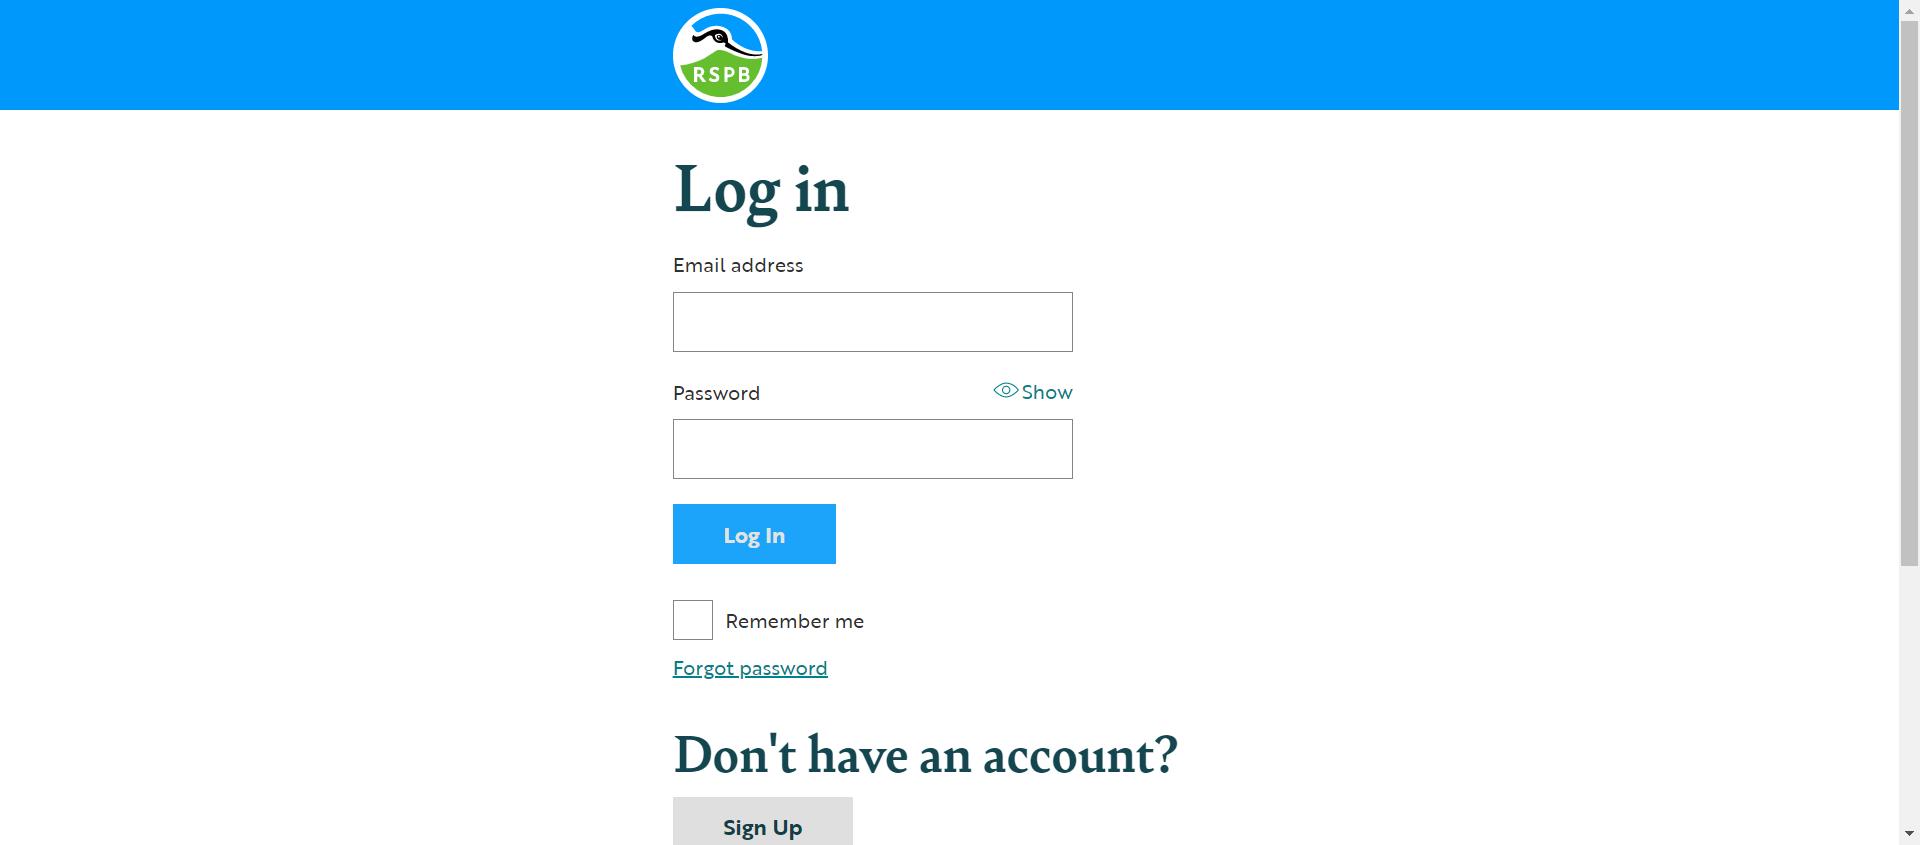 RSPB
Log in
Email address
Password
Show
Log In
Remember me
Forgot password
Don't have an account?
Sign Up